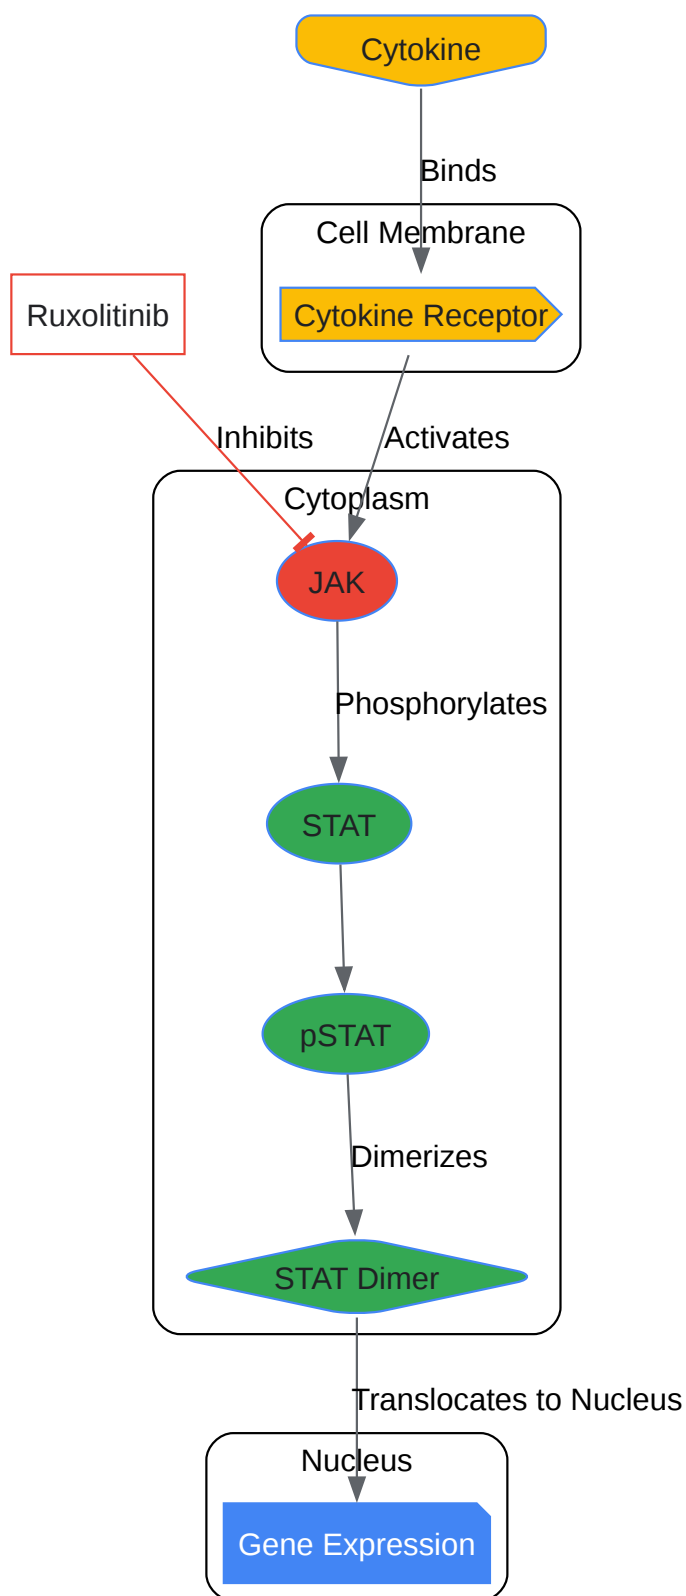 Cytokine
Binds
Cell Membrane
Ruxolitinib
Cytokine Receptor
Inhibits
Activates
Cytoplasm
JAK
Phosphorylates
STAT
pSTAT
Dimerizes
STAT Dimer
Translocates to Nucleus
Nucleus
Gene Expression